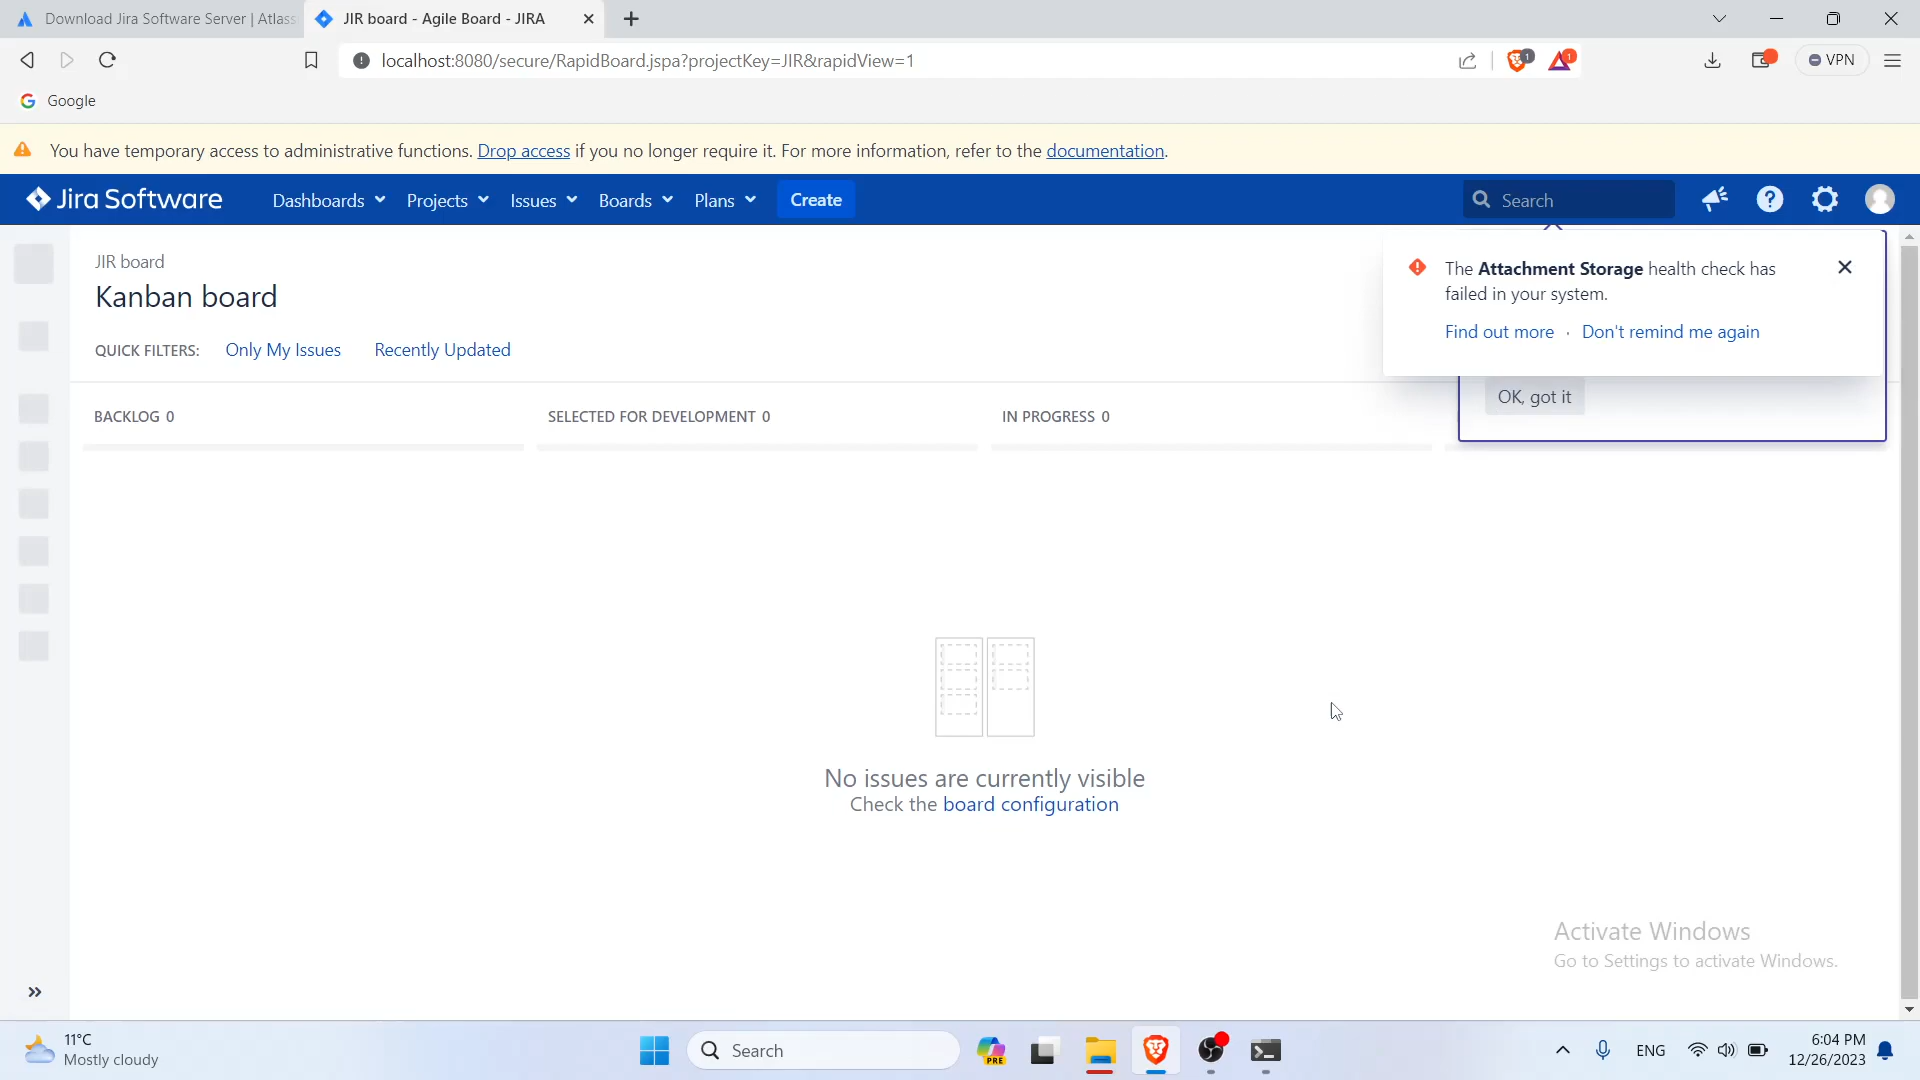 Download Jira Software Server | Atlass
JIR board - Agile Board - JIRA
localhost:8080/secure/RapidBoard.jspa?projectKey=JIR&rapidView=1
1
1
VPN
Google
You have temporary access to administrative functions. Drop access if you no longer require it. For more information, refer to the documentation.
Jira Software
Dashboards
Projects
Issues
Boards
Plans
Create
Search
JIR board
Kanban board
The Attachment Storage health check has
failed in your system.
Find out more · Don't remind me again
QUICK FILTERS: Only My Issues Recently Updated
OK, got it
BACKLOG 0
SELECTED FOR DEVELOPMENT 0
IN PROGRESS 0
No issues are currently visible
Check the board configuration
Activate Windows
Go to Settings to activate Windows.
11°C
Mostly cloudy
Search
PRE
ENG
6:04 PM
12/26/2023